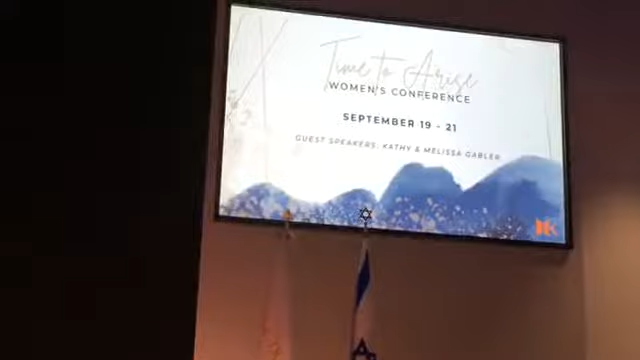 Time to Arise
WOMEN'S CONFERENCE
SEPTEMBER 19 - 21
GUEST SPEAKERS: KATHY & MELISSA GABLER